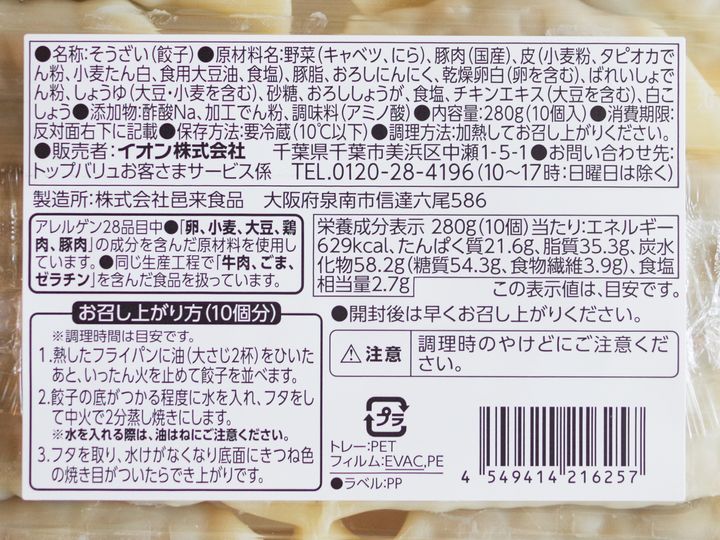 ●名称:そうざい(餃子)●原材料名:野菜(キャベツ、にら)、豚肉(国産)、皮(小麦粉、タピオカで
ん粉、小麦たん白、食用大豆油、食塩)、豚脂、おろしにんにく、乾燥卵白(卵を含む)、ばれいしょで
ん粉、しょうゆ(大豆・小麦を含む)、砂糖、おろししょうが、食塩、チキンエキス(大豆を含む)、白こ
しょう●添加物:酢酸Na、加工でん粉、調味料(アミノ酸)●内容量:280g(10個入)●消費期限:
反対面右下に記載●保存方法:要冷蔵(10℃以下)●調理方法:加熱してお召し上がりください。
●販売者:イオン株式会社 千葉県千葉市美浜区中瀬1-5-1●お問い合わせ先:
トップバリュお客さまサービス係 TEL.0120-28-4196(10~17時:日曜日は除く)
製造所:株式会社邑来食品 大阪府泉南市信達六尾586
アレルゲン28品目中●「卵、小麦、大豆、鶏
肉、豚肉」の成分を含んだ原材料を使用し
ています。●同じ生産工程で「牛肉、ごま、
ゼラチン」を含んだ食品を扱っています。
栄養成分表示 280g(10個)当たり:エネルギー
629kcal、たんぱく質21.6g、脂質35.3g、炭水
化物58.2g(糖質54.3g、食物繊維3.9g)、食塩
相当量2.7g
この表示値は、目安です。
●開封後は早くお召し上がりください。
お召し上がり方(10個分)
※調理時間は目安です。
1.熱したフライパンに油(大さじ2杯)をひいた
あと、いったん火を止めて餃子を並べます。
2.餃子の底がつかる程度に水を入れ、フタをし
て中火で2分蒸し焼きにします。
※水を入れる際は、油はねにご注意ください。
3.フタを取り、水けがなくなり底面にきつね色
の焼き目がついたらでき上がりです。
注意
調理時のやけどにご注意くだ
さい。
プラ
トレー:PET
フィルム:EVAC,PE
●ラベル:PP
4 549414 216257